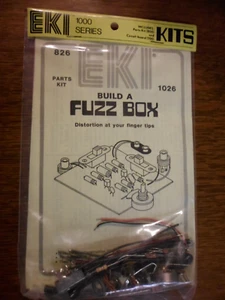 EKI
1000
SERIES
KITS
826
EKI
PARTS
KIT
1026
BUILD A
FUZZ BOX
Distortion at your finger tips